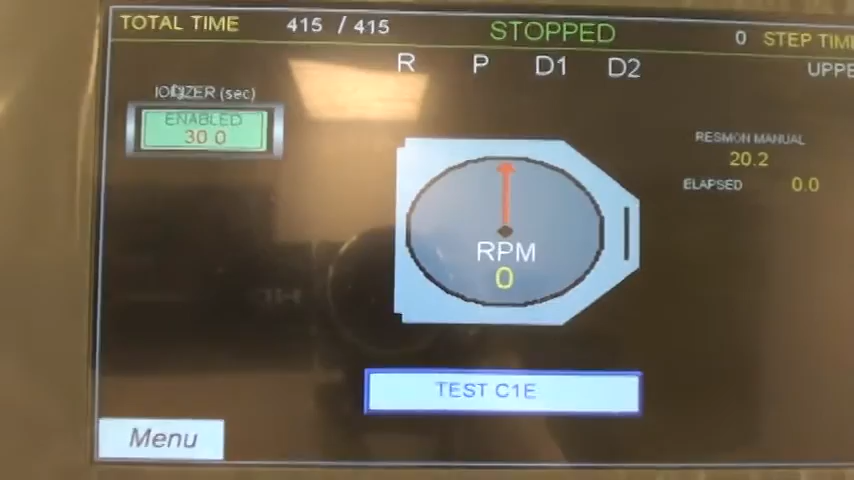 TOTAL TIME 415 / 415 STOPPED 0 STEP TIM
R P D1 D2 UPPE
IONIZER (sec)
ENABLED
30 0
RESMON MANUAL
20.2
ELAPSED 0.0
RPM
0
TEST C1E
Menu